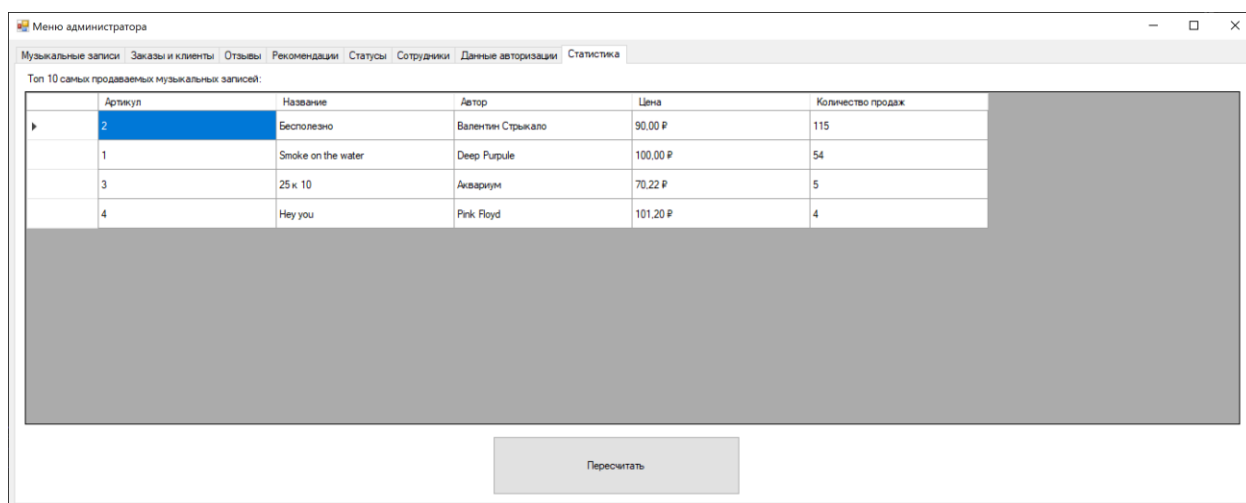 Меню администратора
Музыкальные записи Заказы и клиенты Отзывы Рекомендации Статусы Сотрудники Данные авторизации Статистика
Топ 10 самых продаваемых музыкальных записей:
Артикул Название Автор Цена Количество продаж
2 Бесполезно Валентин Стрыкало 90,00 ₽ 115
1 Smoke on the water Deep Purpule 100,00 ₽ 54
3 25 к 10 Аквариум 70,22 ₽ 5
4 Hey you Pink Floyd 101,20 ₽ 4
Пересчитать